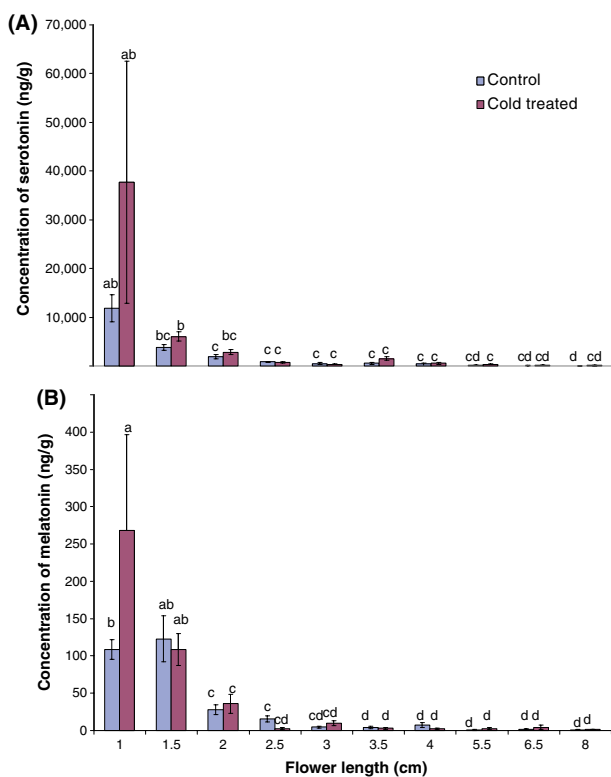 (A)
70,000
60,000
50,000
40,000
30,000
20,000
10,000
Concentration of serotonin (ng/g)
Control
Cold treated
ab
ab
bc
b
c
bc
c c
c c
c c
c c
cd c
cd cd
d cd
(B)
400
350
300
250
200
150
100
50
0
Concentration of melatonin (ng/g)
b
a
ab
ab
c
c
c
cd
cd cd
d d
d d
d d
d d
d d
1 1.5 2 2.5 3 3.5 4 5.5 6.5 8
Flower length (cm)